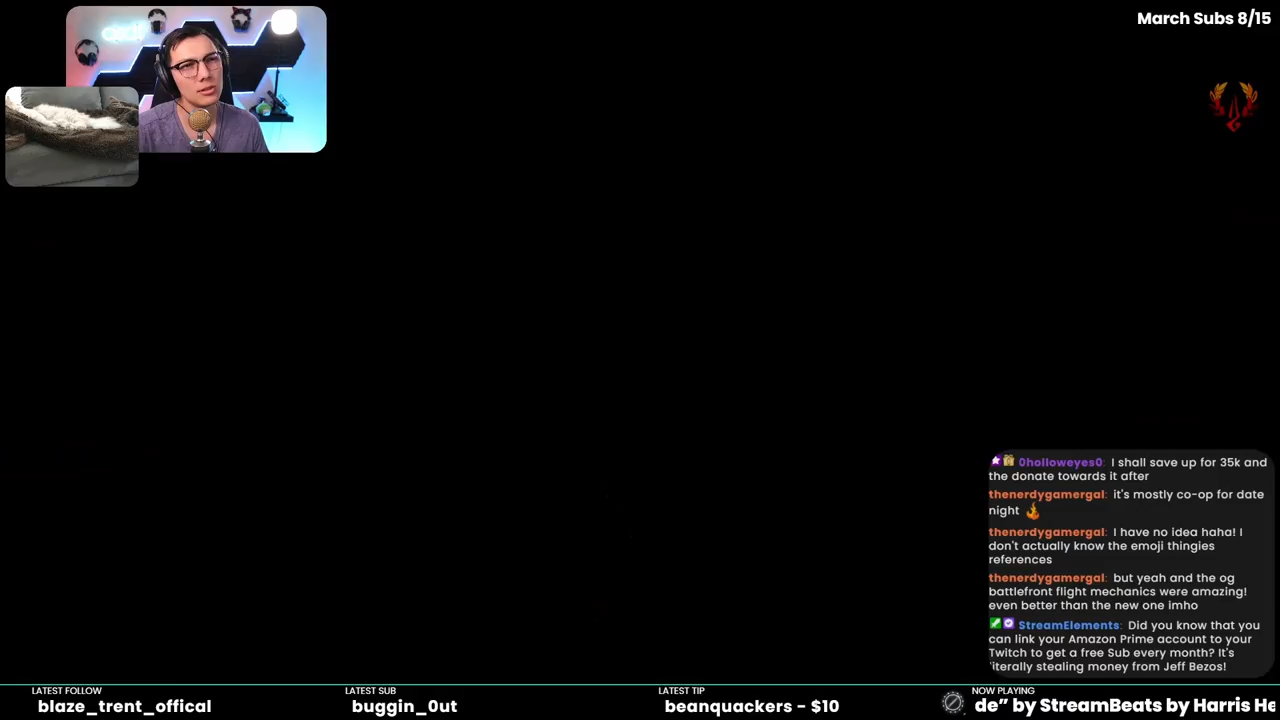 March Subs 8/15
0holloweyes0: I shall save up for 35k and
the donate towards it after
thenerdygamergal: it's mostly co-op for date
night
thenerdygamergal: I have no idea haha! I
don't actually know the emoji thingies
references
thenerdygamergal: but yeah and the og
battlefront flight mechanics were amazing!
even better than the new one imho
StreamElements: Did you know that you
can link your Amazon Prime account to your
Twitch to get a free Sub every month? It's
literally stealing money from Jeff Bezos!
LATEST FOLLOW
blaze_trent_offical
LATEST SUB
buggin_0ut
LATEST TIP
beanquackers - $10
NOW PLAYING
de” by StreamBeats by Harris He